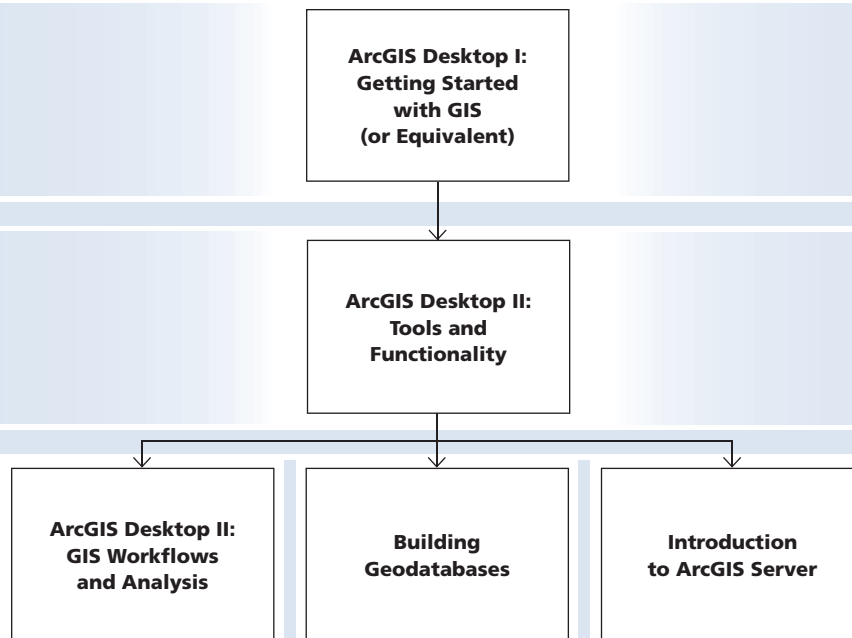 ArcGIS Desktop I:
Getting Started
with GIS
(or Equivalent)
ArcGIS Desktop II:
Tools and
Functionality
ArcGIS Desktop II:
GIS Workflows
and Analysis
Building
Geodatabases
Introduction
to ArcGIS Server